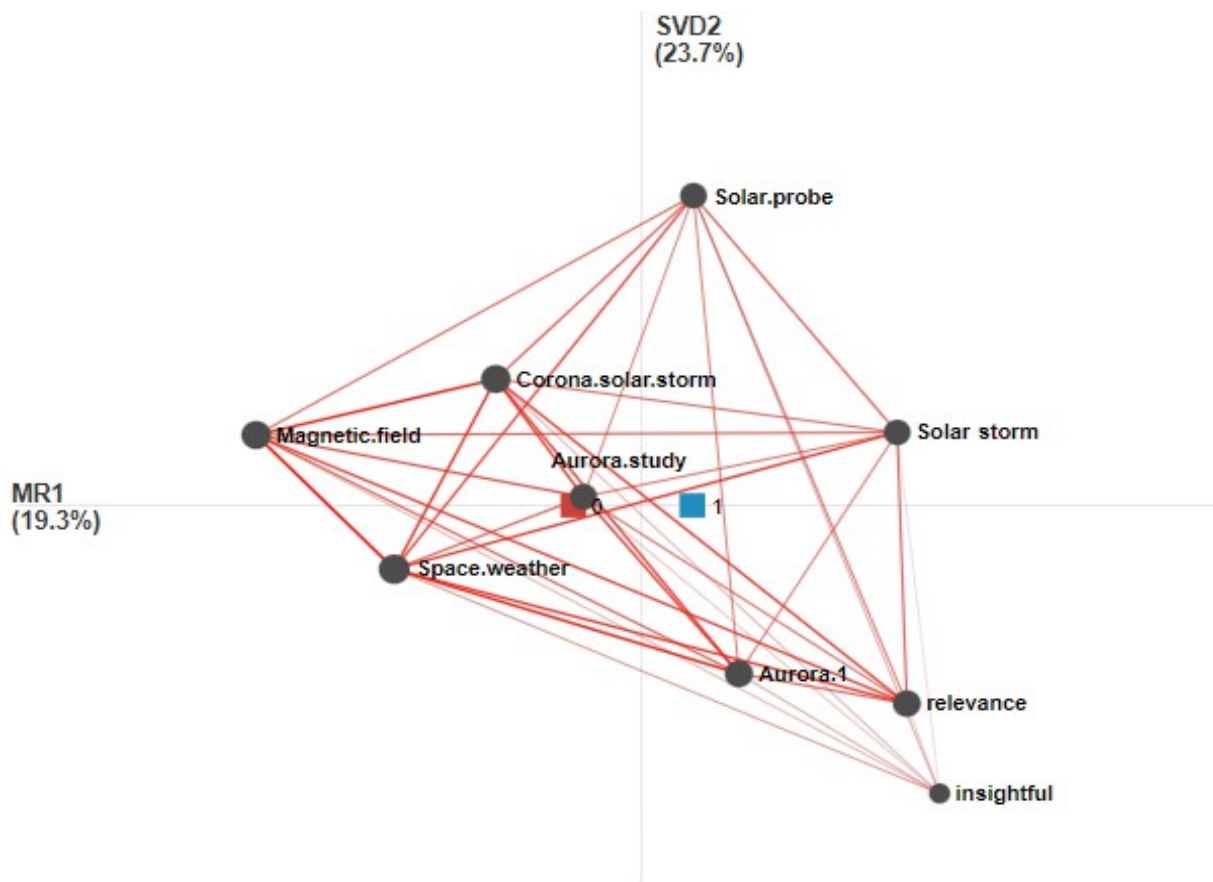 SVD2
(23.7%)
Solar.probe
Corona.solar.storm
Magnetic.field
Solar storm
Aurora.study
MR1
(19.3%)
0
1
Space.weather
Aurora.1
relevance
insightful